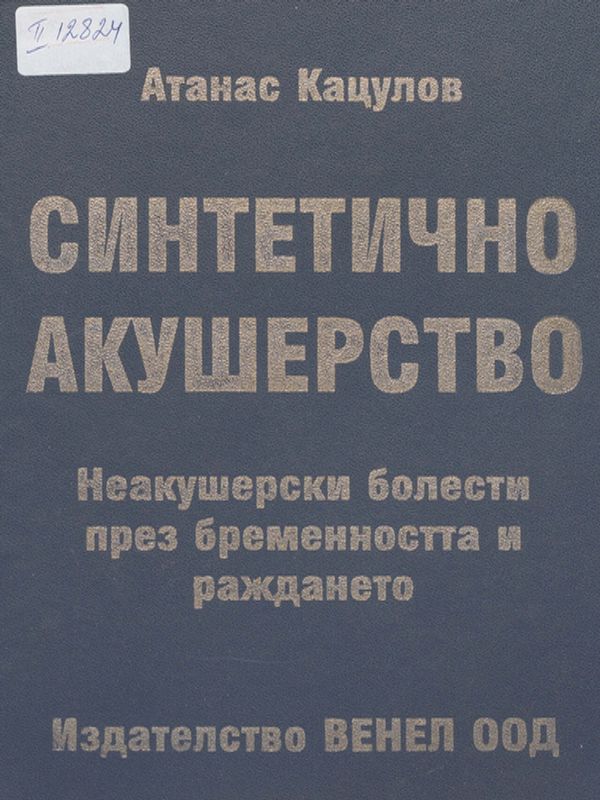 II 12824
Атанас Кацулов
СИНТЕТИЧНО
АКУШЕРСТВО
Неакушерски болести
през бременността и
раждането
Издателство ВЕНЕЛ ООД